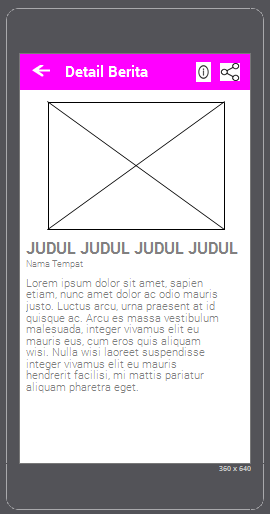 Detail Berita
JUDUL JUDUL JUDUL JUDUL
Nama Tempat
Lorem ipsum dolor sit amet, sapien
etiam, nunc amet dolor ac odio mauris
justo. Luctus arcu, urna praesent at id
quisque ac. Arcu es massa vestibulum
malesuada, integer vivamus elit eu
mauris eus, cum eros quis aliquam
wisi. Nulla wisi laoreet suspendisse
integer vivamus elit eu mauris
hendrerit facilisi, mi mattis pariatur
aliquam pharetra eget.
360 x 640